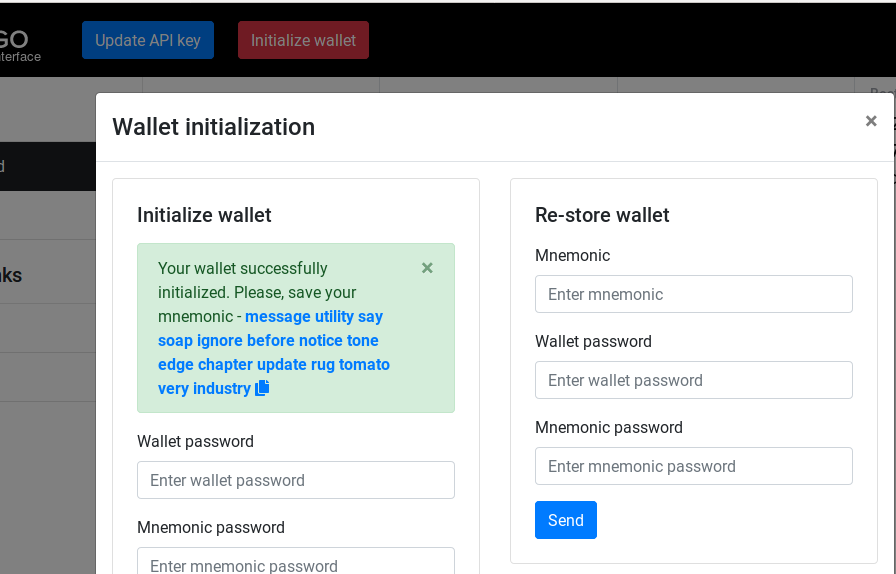 GO
Update API key
Initialize wallet
Wallet initialization
×
Initialize wallet
Your wallet successfully
initialized. Please, save your
mnemonic - message utility say
soap ignore before notice tone
edge chapter update rug tomato
very industry
×
Wallet password
Enter wallet password
Mnemonic password
Enter mnemonic password
Re-store wallet
Mnemonic
Enter mnemonic
Wallet password
Enter wallet password
Mnemonic password
Enter mnemonic password
Send